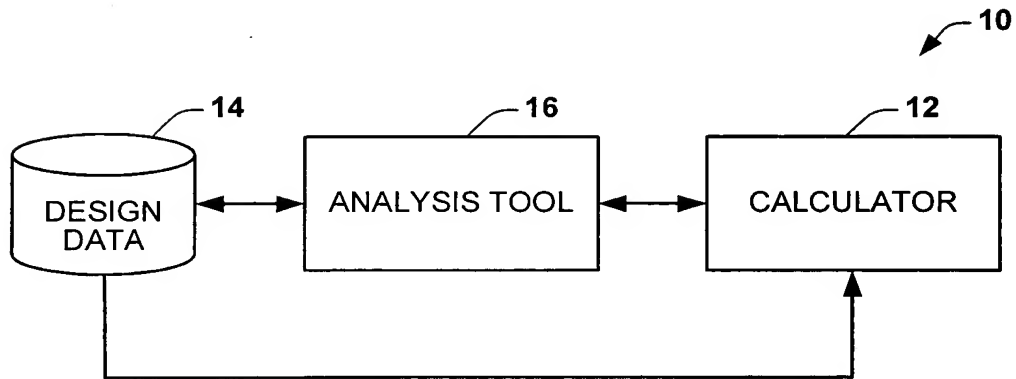 10
14
16
12
DESIGN
DATA
ANALYSIS TOOL
CALCULATOR